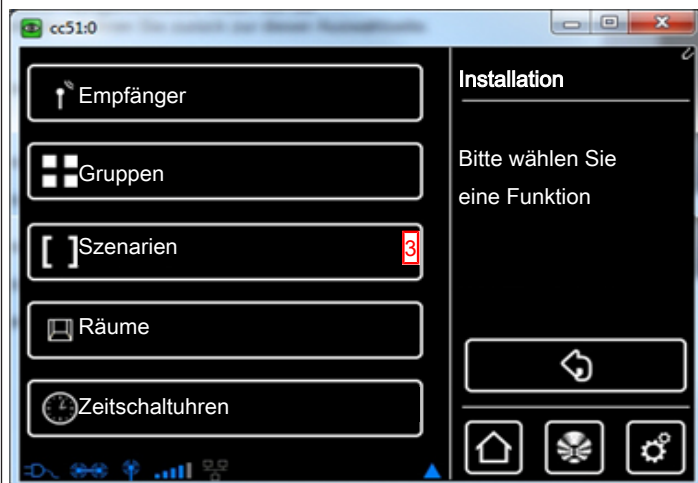 cc51:0
Empfänger
Gruppen
[ ]Szenarien 3
Räume
Zeitschaltuhren
Installation
Bitte wählen Sie
eine Funktion